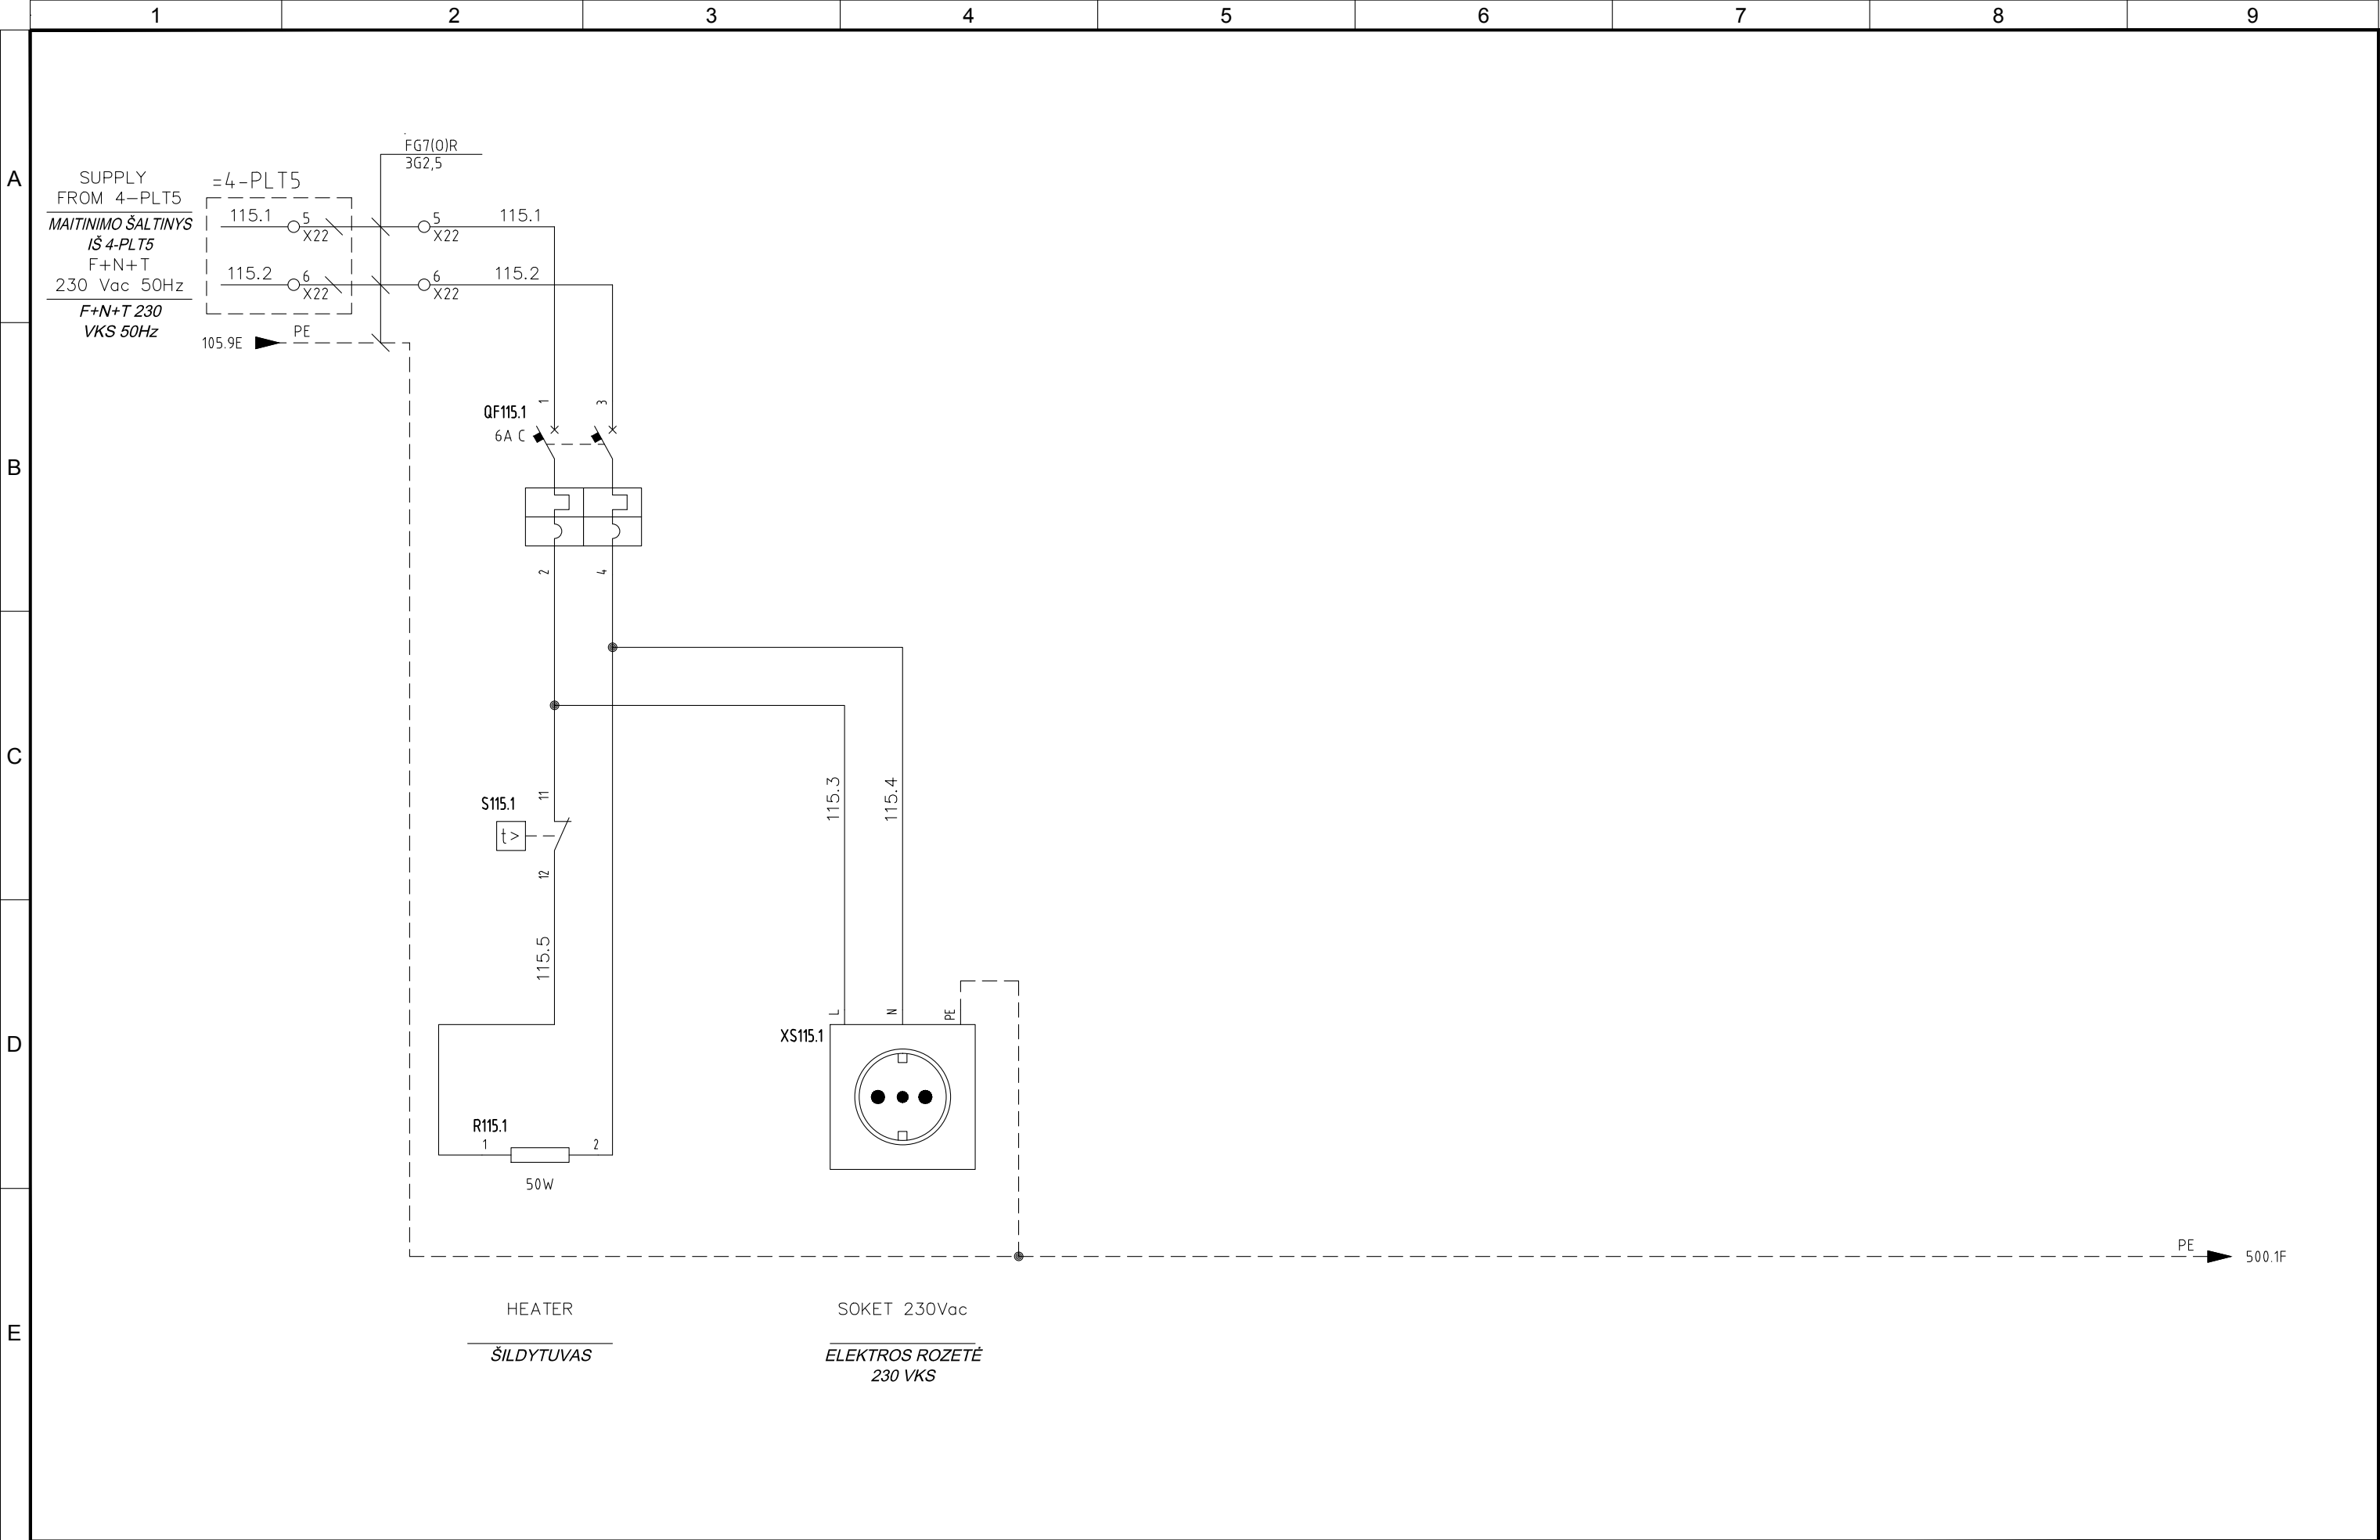 1 2 3 4 5 6 7 8 9
A
B
C
D
E
FG7(O)R
3G2,5
SUPPLY
FROM 4-PLT5
MAITINIMO ŠALTINYS
IŠ 4-PLT5
F+N+T
230 Vac 50Hz
F+N+T 230
VKS 50Hz
=4-PLT5
115.1 5 X22 5 X22 115.1
115.2 6 X22 6 X22 115.2
105.9E PE
QF115.1
6A C
1 3
2 4
S115.1
11
t>
12
115.3 115.4
115.5
L N PE
XS115.1
R115.1
1 2
50W
PE 500.1F
HEATER
ŠILDYTUVAS
SOKET 230Vac
ELEKTROS ROZETĖ
230 VKS